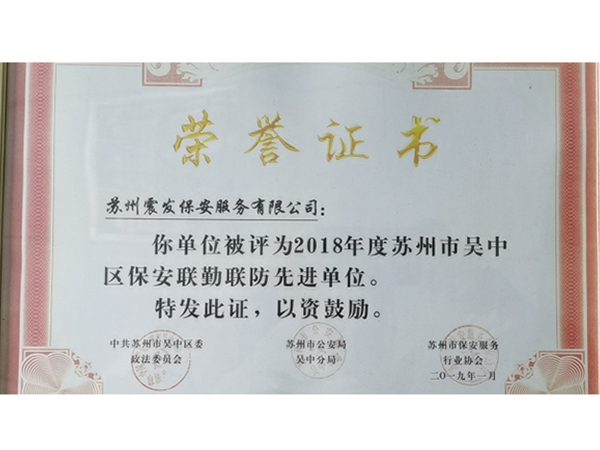 荣誉证书
苏州震发保安服务有限公司：
你单位被评为2018年度苏州市吴中
区保安联勤联防先进单位。
特发此证，以资鼓励。
中共苏州市吴中区委
政法委员会
苏州市公安局
吴中分局
苏州市保安服务
行业协会
二○一九年一月